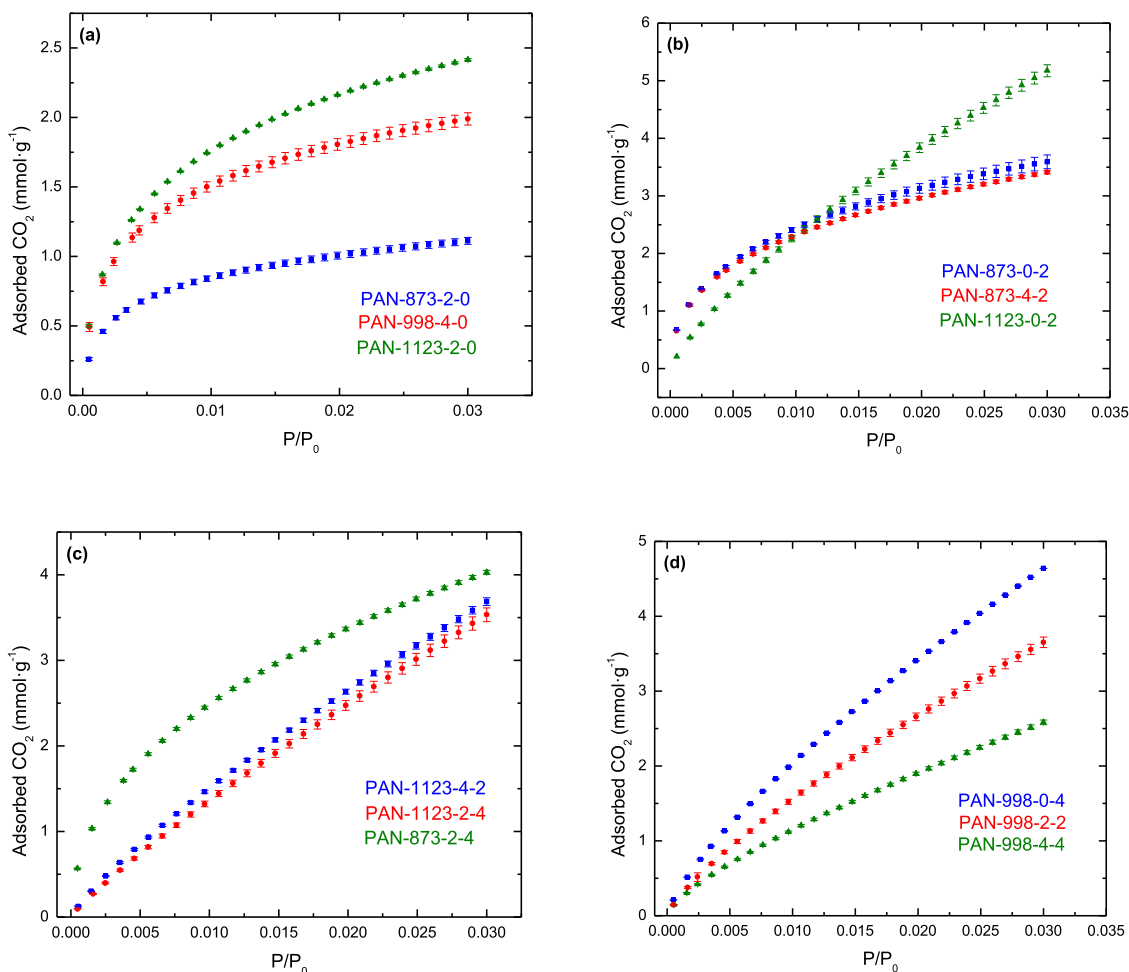 (a)
Adsorbed CO₂ (mmol·g⁻¹)
2.5
2.0
1.5
1.0
0.5
0.0
PAN-873-2-0
PAN-998-4-0
PAN-1123-2-0
0.00 0.01 0.02 0.03
P/P₀
(b)
Adsorbed CO₂ (mmol·g⁻¹)
6
5
4
3
2
1
0
PAN-873-0-2
PAN-873-4-2
PAN-1123-0-2
0.000 0.005 0.010 0.015 0.020 0.025 0.030 0.035
P/P₀
(c)
Adsorbed CO₂ (mmol·g⁻¹)
4
3
2
1
0
PAN-1123-4-2
PAN-1123-2-4
PAN-873-2-4
0.000 0.005 0.010 0.015 0.020 0.025 0.030
P/P₀
(d)
Adsorbed CO₂ (mmol·g⁻¹)
5
4
3
2
1
0
PAN-998-0-4
PAN-998-2-2
PAN-998-4-4
0.000 0.005 0.010 0.015 0.020 0.025 0.030 0.035
P/P₀